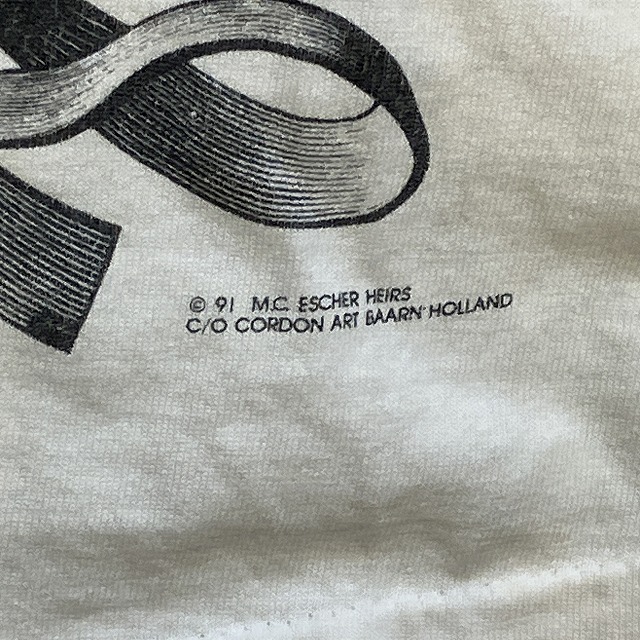 © 91 M.C. ESCHER HEIRS
C/O CORDON ART BAARN HOLLAND